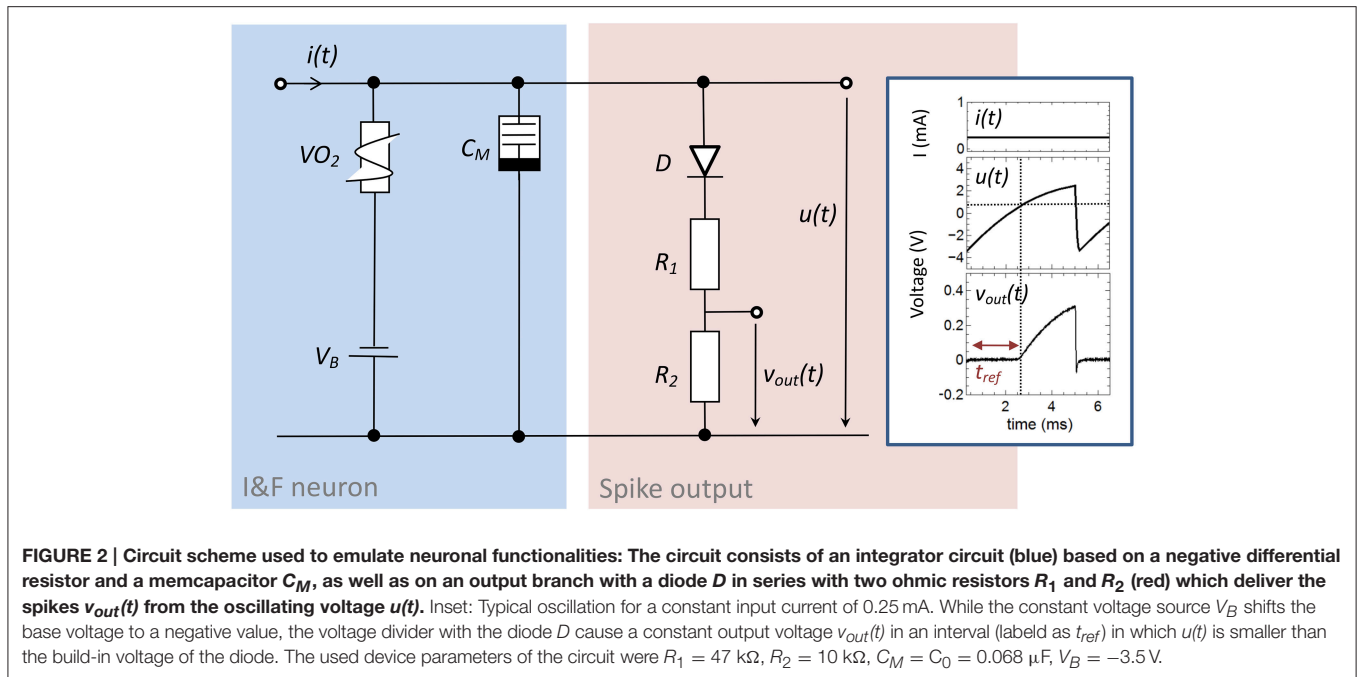 i(t)
VO2
CM
VB
D
R1
R2
vout(t)
u(t)
I&F neuron
Spike output
I (mA)
1
0
i(t)
Voltage (V)
4
2
0
-2
-4
u(t)
0.4
0.2
0
-0.2
vout(t)
tref
2 4 6
time (ms)
FIGURE 2 | Circuit scheme used to emulate neuronal functionalities: The circuit consists of an integrator circuit (blue) based on a negative differential
resistor and a memcapacitor CM, as well as on an output branch with a diode D in series with two ohmic resistors R1 and R2 (red) which deliver the
spikes vout(t) from the oscillating voltage u(t). Inset: Typical oscillation for a constant input current of 0.25 mA. While the constant voltage source VB shifts the
base voltage to a negative value, the voltage divider with the diode D cause a constant output voltage vout(t) in an interval (labeld as tref) in which u(t) is smaller than
the build-in voltage of the diode. The used device parameters of the circuit were R1 = 47 kΩ, R2 = 10 kΩ, CM = C0 = 0.068 μF, VB = −3.5 V.